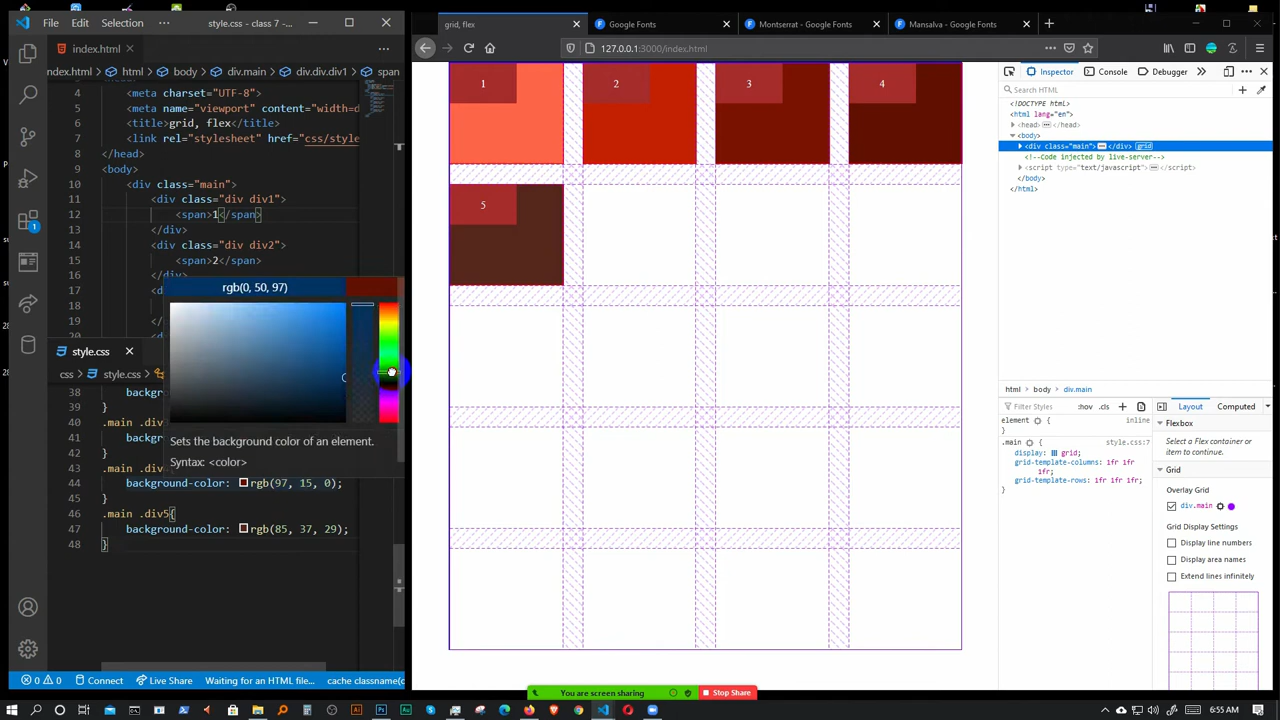 File
Edit
style.css - class 7 -
index.html
index.html > html > body > div.main > div.div.div1 > span
4 <meta charset="UTF-8">
5 <meta name="viewport" content="width=d
6 <title>grid, flex</title>
7 <link rel="stylesheet" href="css\style
8 </head>
9 <body>
10 <div class="main">
11 <div class="div div1">
12 <span>1</span>
13 </div>
14 <div class="div div2">
15 <span>2</span>
16 </div>
17
18
19
20
rgb(0, 50, 97)
Sets the background color of an element.
Syntax: <color>
style.css
css > style.css >
38 backg
39 }
40 .main .div
41 backg
42 }
43 .main .div
44 background-color: rgb(97, 15, 0);
45 }
46 .main .div5{
47 background-color: rgb(85, 37, 29);
48 }
0 0 Connect Live Share Waiting for an HTML file... cache classname(
grid, flex
Google Fonts
Montserrat - Google Fonts
Mansalva - Google Fonts
127.0.0.1:3000/index.html
1
2
3
4
5
Inspector
Console
Debugger
Search HTML
<!DOCTYPE html>
<html lang="en">
<head> </head>
<body>
<div class="main"> </div> grid
<!--Code injected by live-server-->
<script type="text/javascript"> </script>
</body>
</html>
html > body > div.main
Filter Styles
:hov .cls
Layout
Computed
element { inline
}
.main { style.css:7
display: grid;
grid-template-columns: 1fr 1fr
1fr;
grid-template-rows: 1fr 1fr 1fr;
}
Flexbox
Select a Flex container or
item to continue.
Grid
Overlay Grid
div.main
Grid Display Settings
Display line numbers
Display area names
Extend lines infinitely
You are screen sharing
Stop Share
6:55 AM